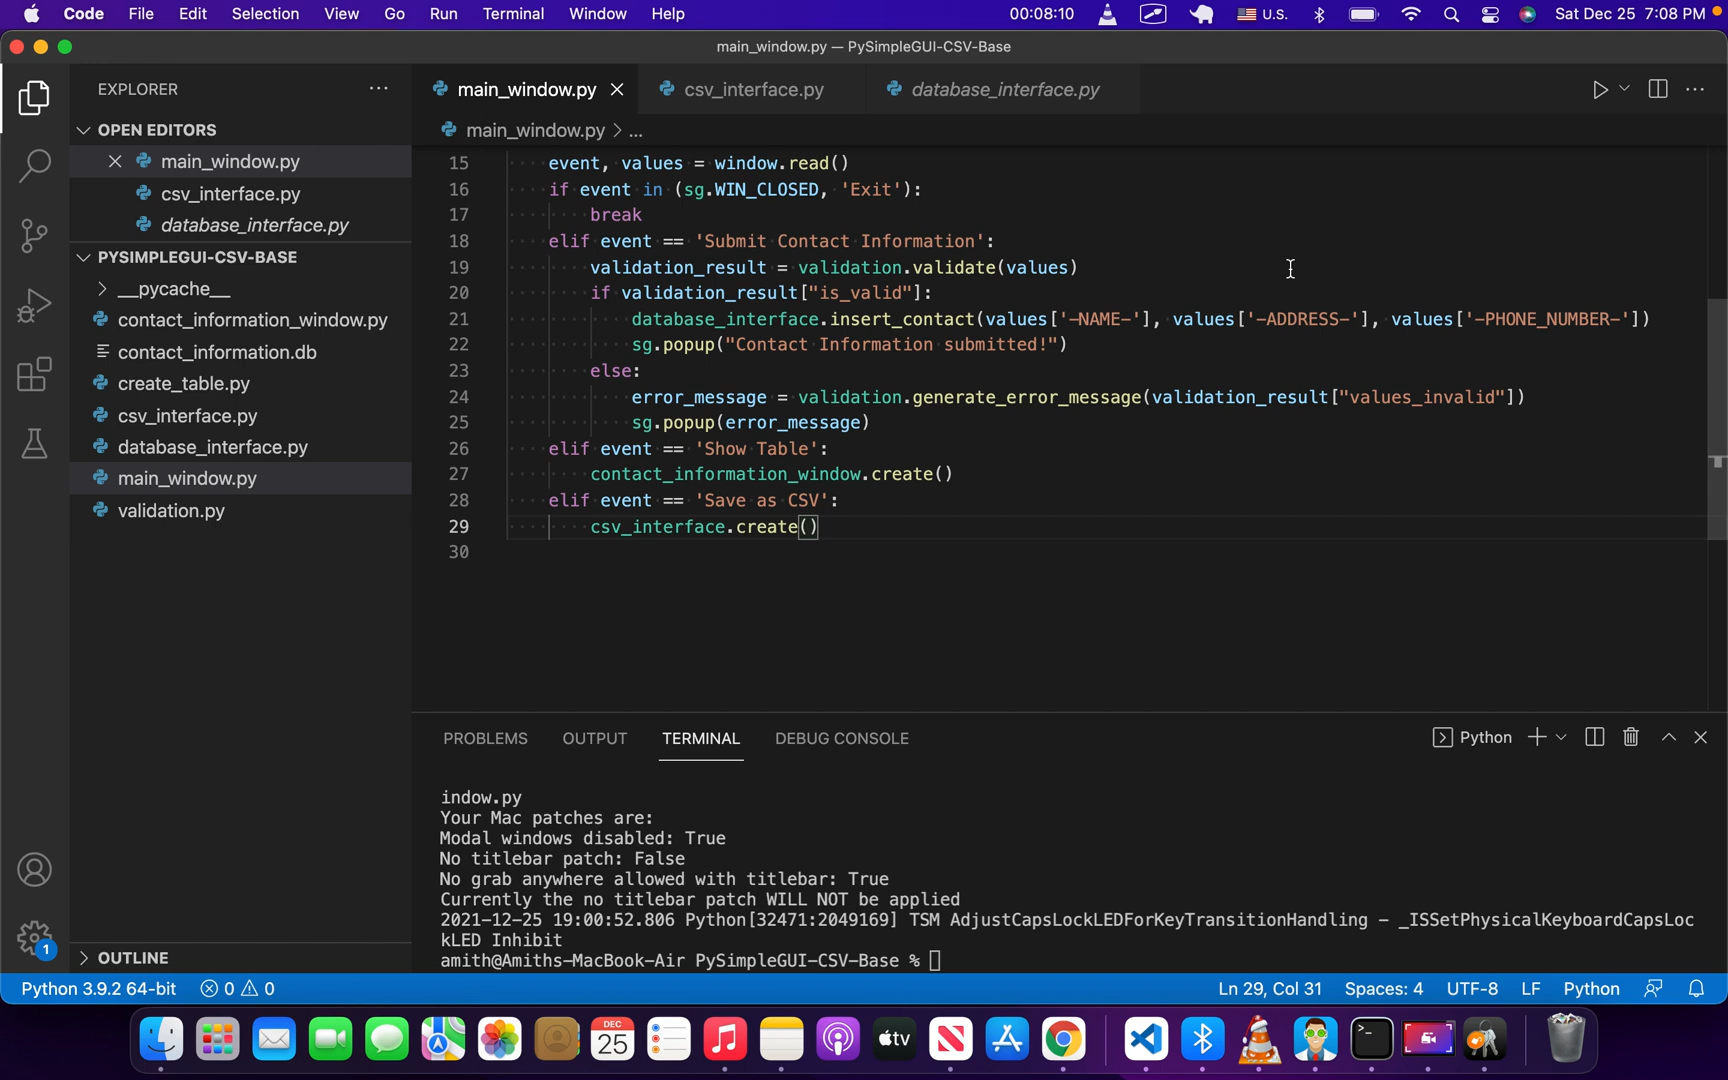 Code File Edit Selection View Go Run Terminal Window Help 00:08:10 U.S. Sat Dec 25 7:08 PM
main_window.py — PySimpleGUI-CSV-Base
EXPLORER ...
main_window.py csv_interface.py database_interface.py ...
OPEN EDITORS
main_window.py > ...
main_window.py
csv_interface.py
database_interface.py
PYSIMPLEGUI-CSV-BASE
__pycache__
contact_information_window.py
contact_information.db
create_table.py
csv_interface.py
database_interface.py
main_window.py
validation.py
OUTLINE
15 event, values = window.read()
16 if event in (sg.WIN_CLOSED, 'Exit'):
17 break
18 elif event == 'Submit Contact Information':
19 validation_result = validation.validate(values)
20 if validation_result["is_valid"]:
21 database_interface.insert_contact(values['-NAME-'], values['-ADDRESS-'], values['-PHONE_NUMBER-'])
22 sg.popup("Contact Information submitted!")
23 else:
24 error_message = validation.generate_error_message(validation_result["values_invalid"])
25 sg.popup(error_message)
26 elif event == 'Show Table':
27 contact_information_window.create()
28 elif event == 'Save as CSV':
29 csv_interface.create()
30
PROBLEMS OUTPUT TERMINAL DEBUG CONSOLE Python
indow.py
Your Mac patches are:
Modal windows disabled: True
No titlebar patch: False
No grab anywhere allowed with titlebar: True
Currently the no titlebar patch WILL NOT be applied
2021-12-25 19:00:52.806 Python[32471:2049169] TSM AdjustCapsLockLEDForKeyTransitionHandling - _ISSetPhysicalKeyboardCapsLoc
kLED Inhibit
amith@Amiths-MacBook-Air PySimpleGUI-CSV-Base %
1
Python 3.9.2 64-bit 0 0 Ln 29, Col 31 Spaces: 4 UTF-8 LF Python
DEC
25
tv